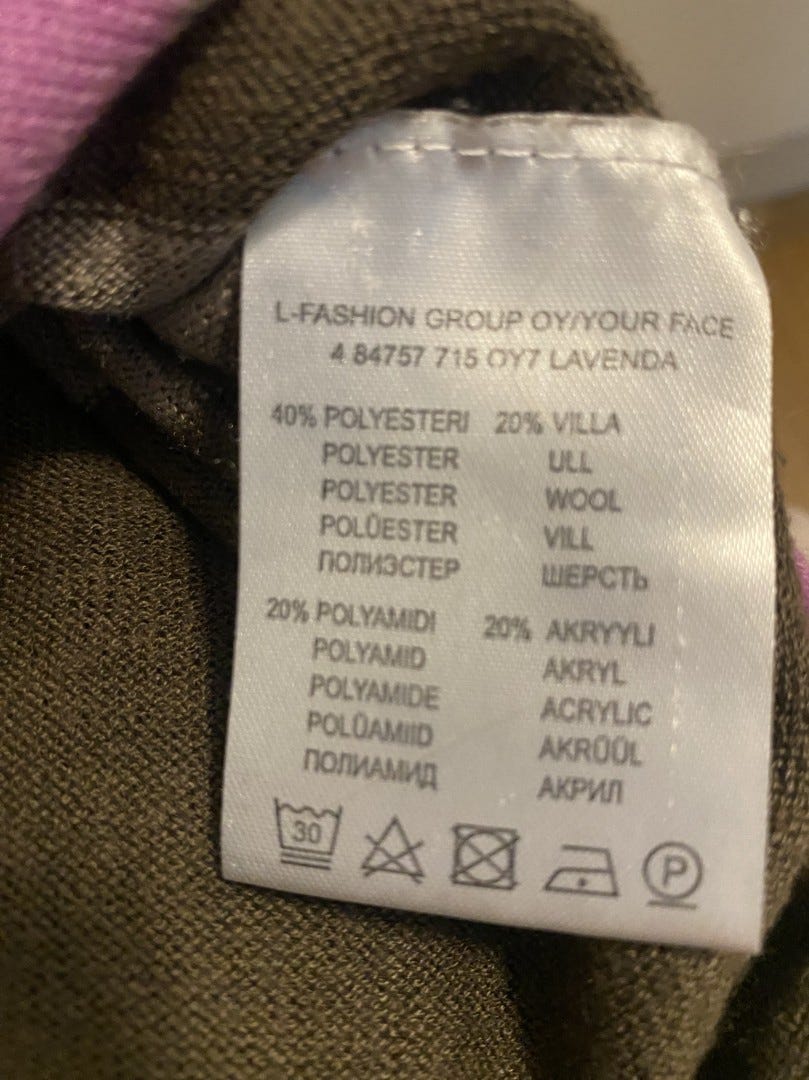 L-FASHION GROUP OY/YOUR FACE
4 84757 715 OY7 LAVENDA
40% POLYESTERI
POLYESTER
POLYESTER
POLÜESTER
ПОЛИЭСТЕР
20% VILLA
ULL
WOOL
VILL
ШЕРСТЬ
20% POLYAMIDI
POLYAMID
POLYAMIDE
POLÜAMIID
ПОЛИАМИД
20% AKRYYLI
AKRYL
ACRYLIC
AKRÜÜL
АКРИЛ
30
P